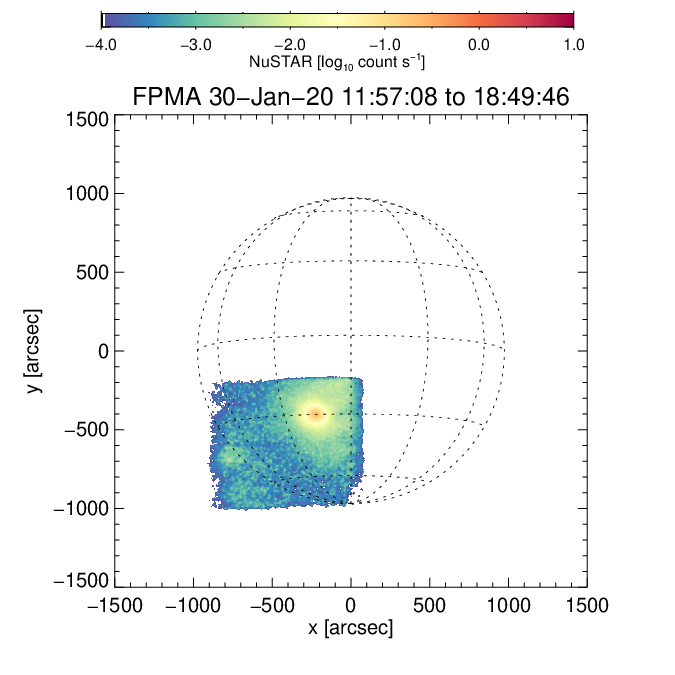 −4.0 −3.0 −2.0 −1.0 0.0 1.0
NuSTAR [log₁₀ count s⁻¹]
FPMA 30−Jan−20 11:57:08 to 18:49:46
1500
1000
500
0
−500
−1000
−1500
y [arcsec]
−1500 −1000 −500 0 500 1000 1500
x [arcsec]